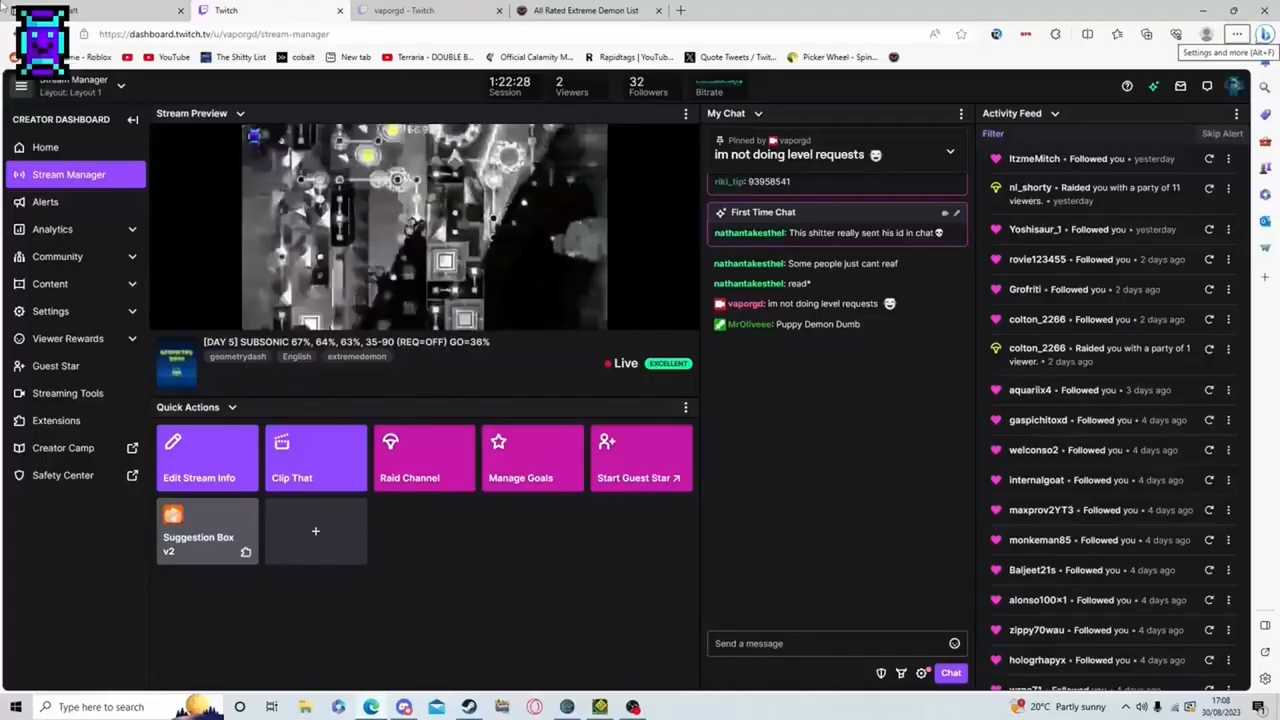 Twitch
vaporgd - Twitch
All Rated Extreme Demon List
https://dashboard.twitch.tv/u/vaporgd/stream-manager
Settings and more (Alt+F)
me - Roblox
YouTube
The Shitty List
cobalt
New tab
Terraria - DOUBLE B...
Official Calamity M...
Rapidtags | YouTub...
Quote Tweets / Twit...
Picker Wheel - Spin...
Stream Manager
Layout: Layout 1
1:22:28
Session
2
Viewers
32
Followers
Bitrate
CREATOR DASHBOARD
Home
Stream Manager
Alerts
Analytics
Community
Content
Settings
Viewer Rewards
Guest Star
Streaming Tools
Extensions
Creator Camp
Safety Center
Stream Preview
[DAY 5] SUBSONIC 67%, 64%, 63%, 35-90 (REQ=OFF) GO=36%
geometrydash
English
extremedemon
Live
EXCELLENT
Quick Actions
Edit Stream Info
Clip That
Raid Channel
Manage Goals
Start Guest Star
Suggestion Box
v2
My Chat
Pinned by vaporgd
im not doing level requests
riki_tip: 93958541
First Time Chat
nathantakesthel: This shitter really sent his id in chat
nathantakesthel: Some people just cant reaf
nathantakesthel: read*
vaporgd: im not doing level requests
MrOliveee: Puppy Demon Dumb
Send a message
Chat
Activity Feed
Filter
Skip Alert
ItzmeMitch • Followed you • yesterday
nl_shorty • Raided you with a party of 11
viewers. • yesterday
Yoshisaur_1 • Followed you • yesterday
rovie123455 • Followed you • 2 days ago
Grofriti • Followed you • 2 days ago
colton_2266 • Followed you • 2 days ago
colton_2266 • Raided you with a party of 1
viewer. • 2 days ago
aquariix4 • Followed you • 3 days ago
gaspichitoxd • Followed you • 4 days ago
welconso2 • Followed you • 4 days ago
internalgoat • Followed you • 4 days ago
maxprov2YT3 • Followed you • 4 days ago
monkeman85 • Followed you • 4 days ago
Baljeet21s • Followed you • 4 days ago
alonso100x1 • Followed you • 4 days ago
zippy70wau • Followed you • 4 days ago
hologrhapyx • Followed you • 4 days ago
Type here to search
20°C Partly sunny
17:08
30/08/2023